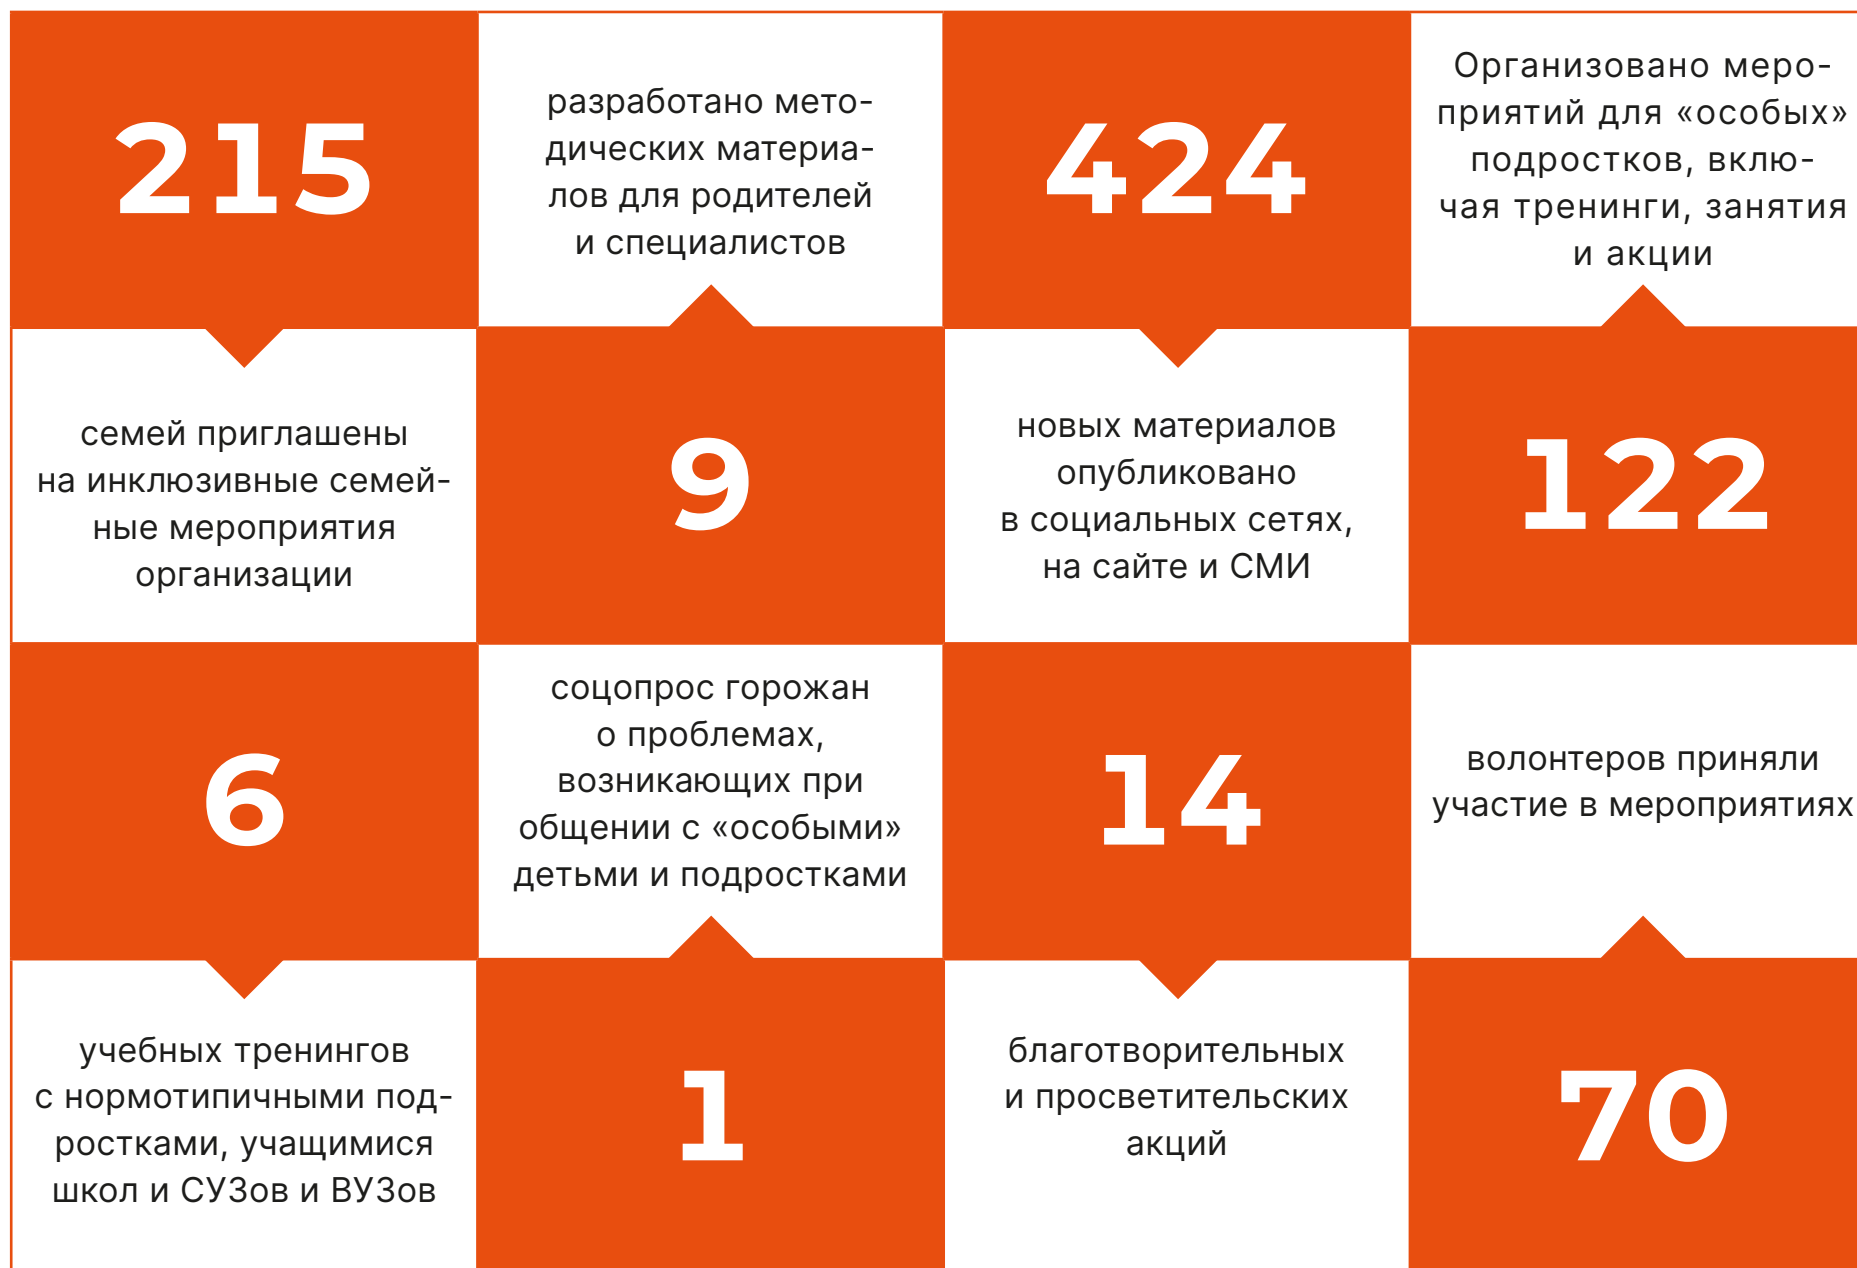 215
разработано мето-
дических материа-
лов для родителей
и специалистов
424
Организовано меро-
приятий для «особых»
подростков, вклю-
чая тренинги, занятия
и акции
семей приглашены
на инклюзивные семей-
ные мероприятия
организации
9
новых материалов
опубликовано
в социальных сетях,
на сайте и СМИ
122
6
соцопрос горожан
о проблемах,
возникающих при
общении с «особыми»
детьми и подростками
14
волонтеров приняли
участие в мероприятиях
учебных тренингов
с нормотипичными под-
ростками, учащимися
школ и СУЗов и ВУЗов
1
благотворительных
и просветительских
акций
70